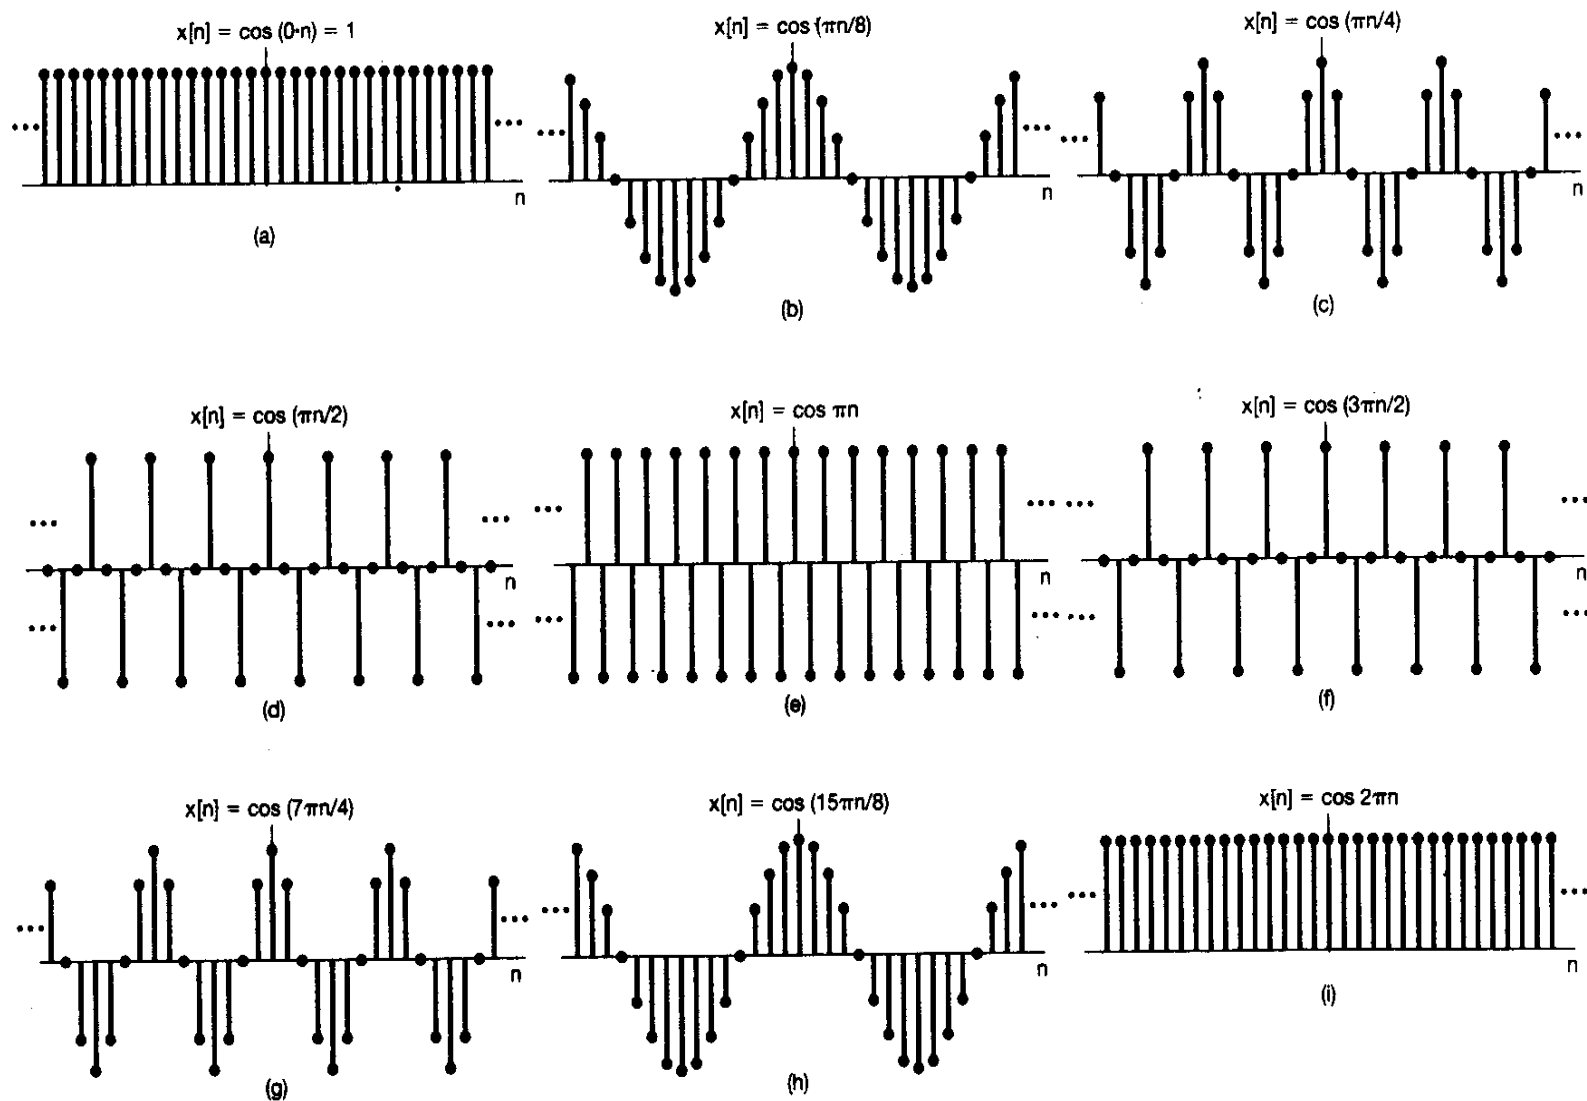 x[n] = cos (0·n) = 1
x[n] = cos (πn/8)
x[n] = cos (πn/4)
... ... ... ... ... ...
n n n
(a)
(b)
(c)
x[n] = cos (πn/2)
x[n] = cos πn
x[n] = cos (3πn/2)
... ... ... ... ... ...
n n n
... ... ... ... ... ...
(d)
(e)
(f)
x[n] = cos (7πn/4)
x[n] = cos (15πn/8)
x[n] = cos 2πn
... ... ... ... ... ...
n n n
(g)
(h)
(i)